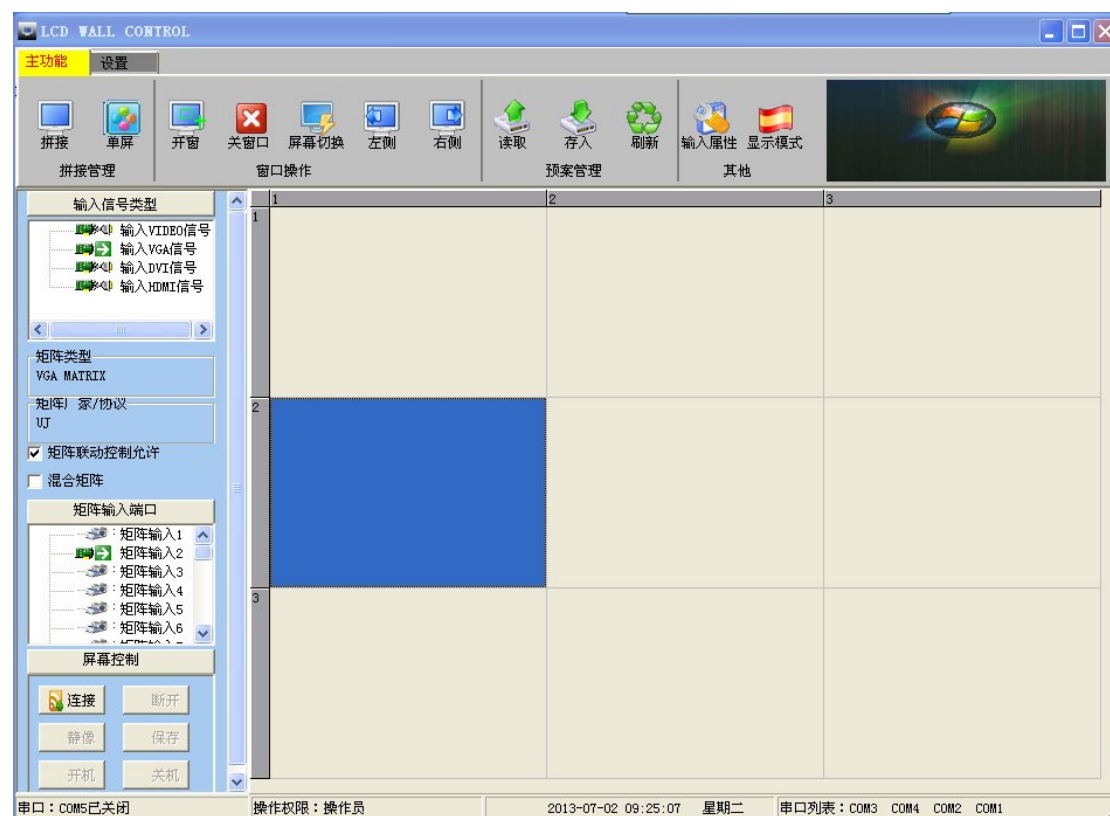 LCD WALL CONTROL
主功能 设置
拼接 单屏 开窗 关窗口 屏幕切换 左侧 右侧 读取 存入 刷新 输入属性 显示模式
拼接管理 窗口操作 预案管理 其他
输入信号类型
输入VIDEO信号
输入VGA信号
输入DVI信号
输入HDMI信号
矩阵类型
VGA MATRIX
矩阵厂家/协议
UJ
矩阵联动控制允许
混合矩阵
矩阵输入端口
矩阵输入1
矩阵输入2
矩阵输入3
矩阵输入4
矩阵输入5
矩阵输入6
屏幕控制
连接 断开
静像 保存
开机 关机
1 2 3
1
2
3
串口：COM5已关闭 操作权限：操作员 2013-07-02 09:25:07 星期二 串口列表：COM3 COM4 COM2 COM1